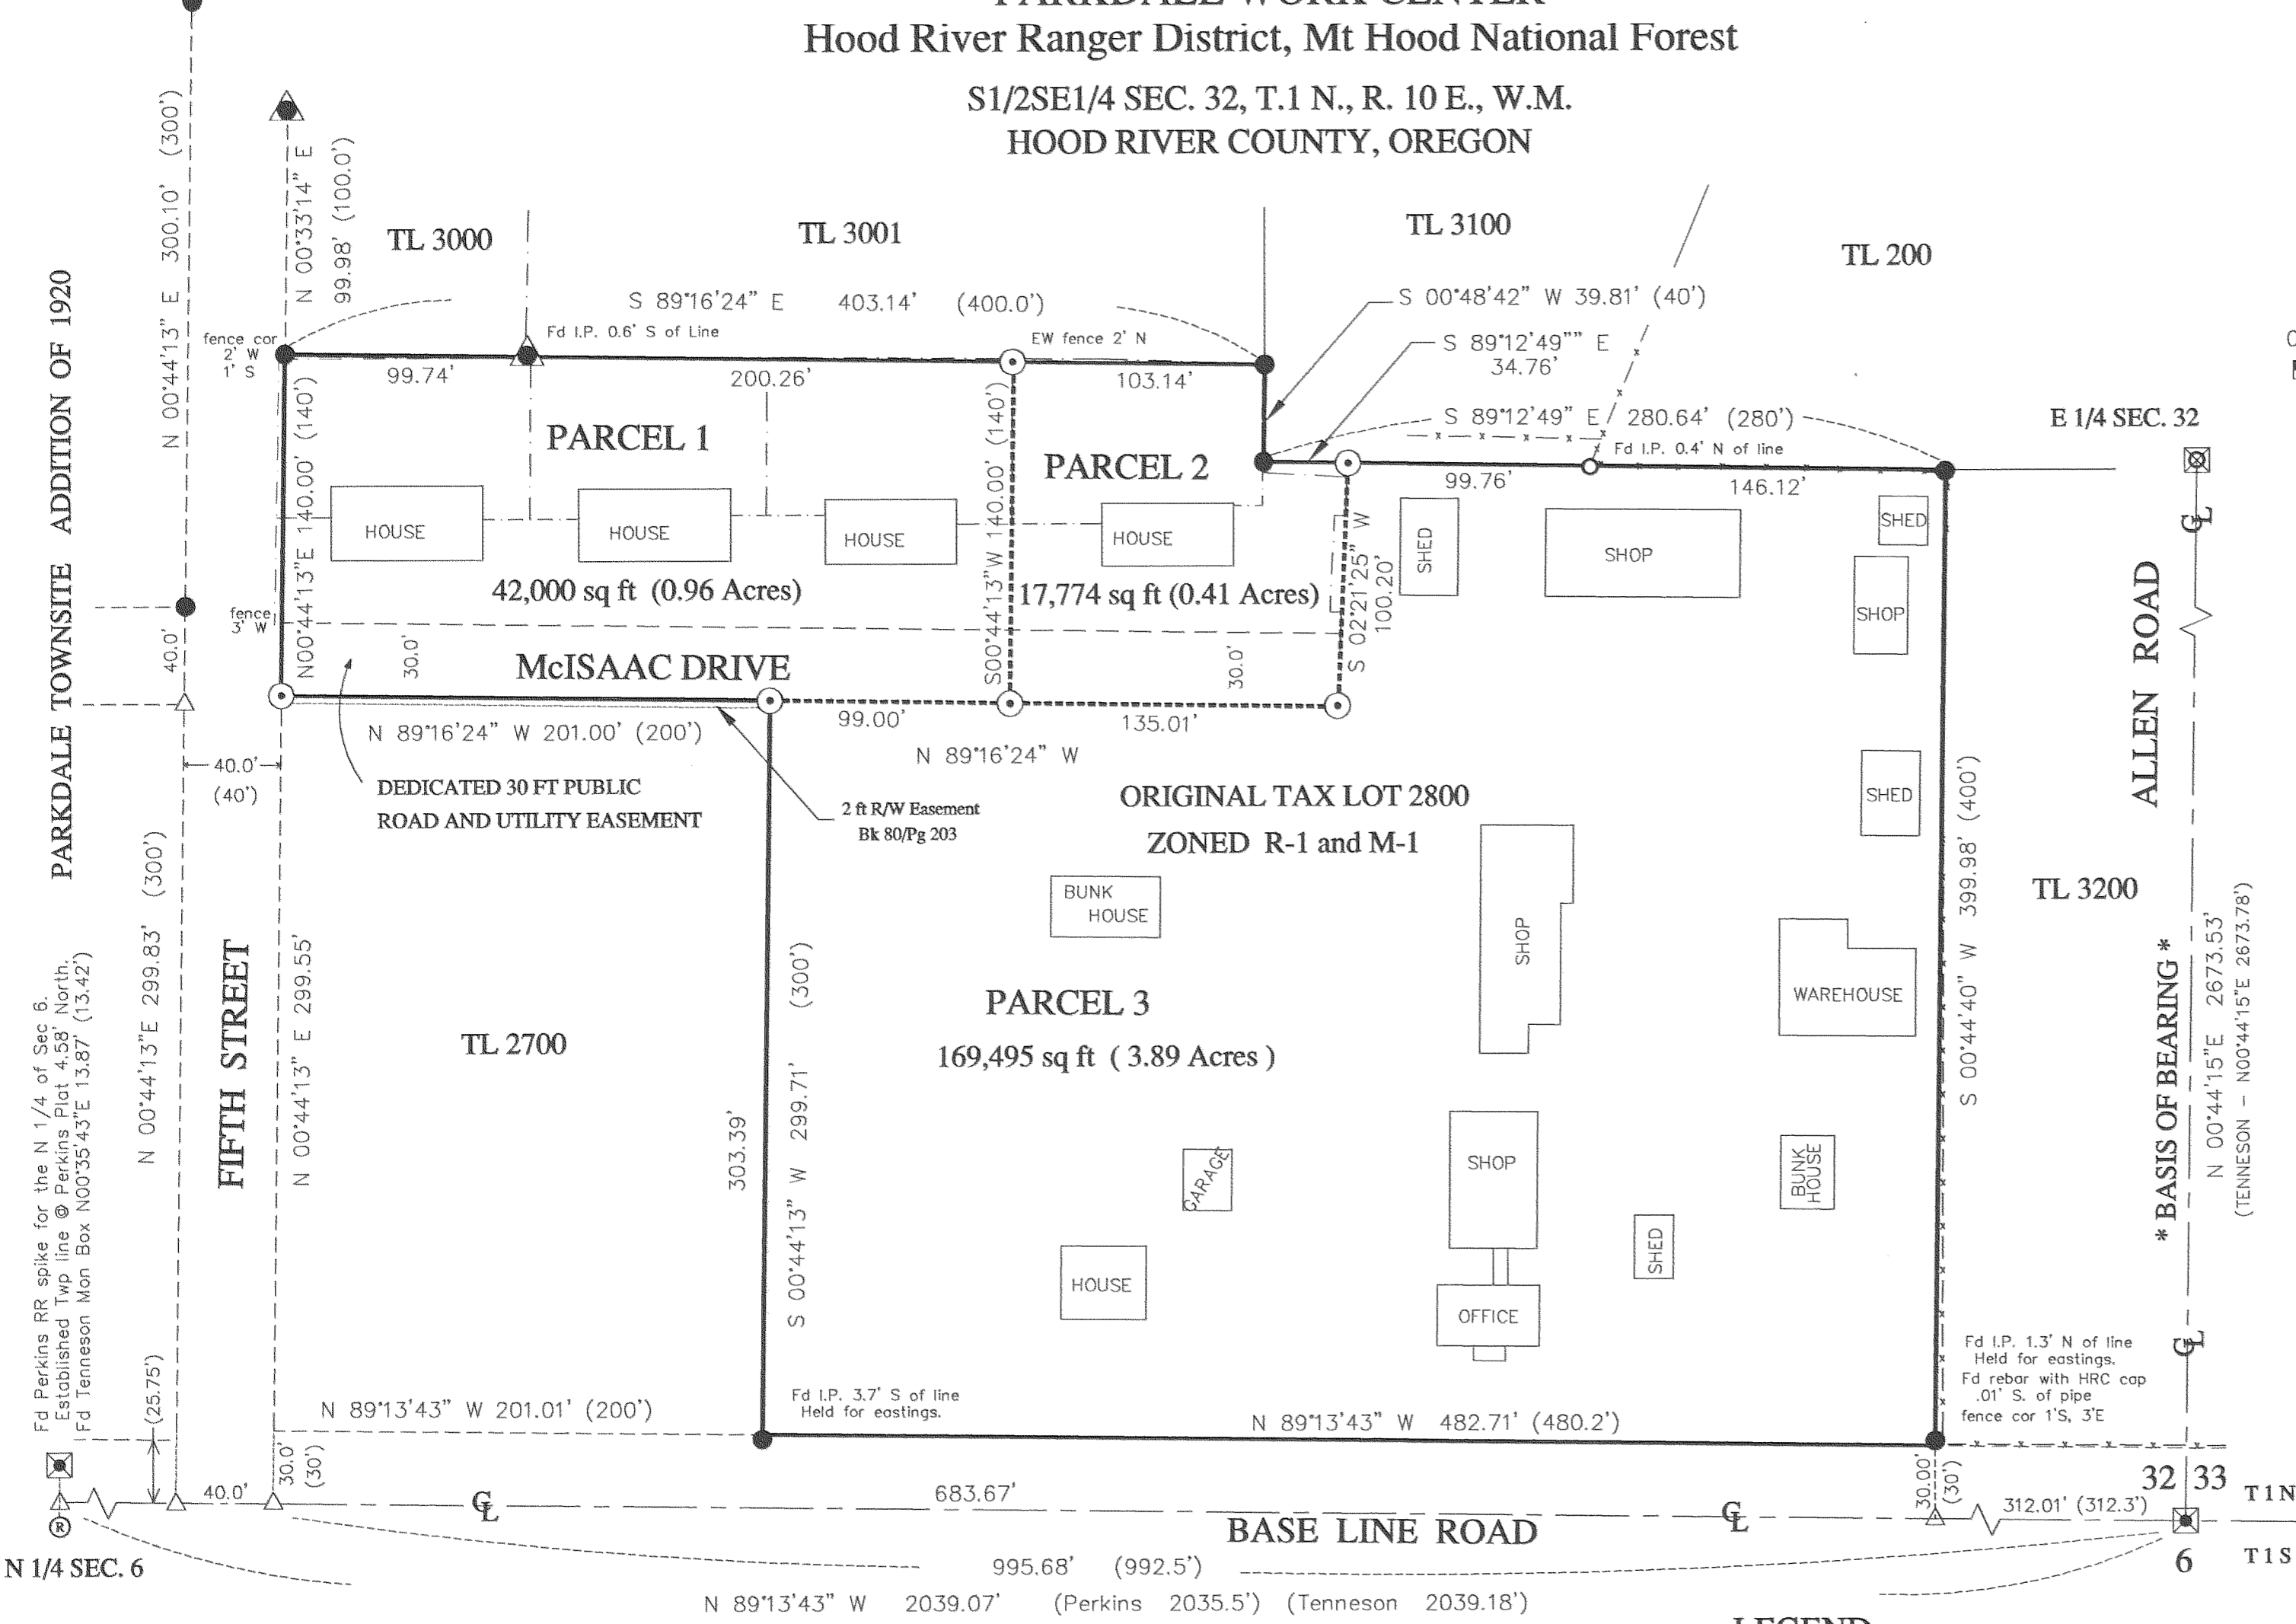 Hood River Ranger District, Mt Hood National Forest
S1/2SE1/4 SEC. 32, T.1 N., R. 10 E., W.M.
HOOD RIVER COUNTY, OREGON
N 00°44'13" E 300.10' (300')
N 00°33'14" E
99.98' (100.0')
TL 3000
TL 3001
TL 3100
TL 200
S 89°16'24" E 403.14' (400.0')
S 00°48'42" W 39.81' (40')
S 89°12'49"" E
34.76'
fence cor
2' W
1' S
Fd I.P. 0.6' S of Line
EW fence 2' N
99.74'
200.26'
103.14'
S 89°12'49" E 280.64' (280')
Fd I.P. 0.4' N of line
99.76'
146.12'
E 1/4 SEC. 32
PARKDALE TOWNSITE ADDITION OF 1920
N00°44'13"E 140.00' (140')
PARCEL 1
S00°44'13"W 140.00' (140')
PARCEL 2
HOUSE
HOUSE
HOUSE
HOUSE
SHED
SHOP
SHED
SHOP
42,000 sq ft (0.96 Acres)
17,774 sq ft (0.41 Acres)
S 02°21'25" W
100.20'
fence
3' W
40.0'
30.0'
McISAAC DRIVE
30.0'
N 89°16'24" W 201.00' (200')
99.00'
135.01'
N 89°16'24" W
40.0'
(40')
DEDICATED 30 FT PUBLIC
ROAD AND UTILITY EASEMENT
2 ft R/W Easement
Bk 80/Pg 203
ORIGINAL TAX LOT 2800
ZONED R-1 and M-1
SHED
ALLEN ROAD
TL 3200
S 00°44'40" W 399.98' (400')
* BASIS OF BEARING *
N 00°44'15"E 2673.53'
(TENNESON - N00°44'15"E 2673.78')
BUNK
HOUSE
SHOP
WAREHOUSE
PARCEL 3
169,495 sq ft ( 3.89 Acres )
Fd Perkins RR spike for the N 1/4 of Sec 6.
Established Twp line @ Perkins Plat 4.58' North.
Fd Tenneson Mon Box N00°35'43"E 13.87' (13.42')
N 00°44'13"E 299.83' (300')
FIFTH STREET
N 00°44'13" E 299.55'
TL 2700
303.39'
S 00°44'13" W 299.71' (300')
GARAGE
SHOP
BUNK
HOUSE
SHED
HOUSE
OFFICE
Fd I.P. 1.3' N of line
Held for eastings.
Fd rebar with HRC cap
.01' S. of pipe
fence cor 1'S, 3'E
(25.75')
N 89°13'43" W 201.01' (200')
Fd I.P. 3.7' S of line
Held for eastings.
N 89°13'43" W 482.71' (480.2')
30.0'
(30')
40.0'
683.67'
BASE LINE ROAD
30.00'
(30')
312.01' (312.3')
32 33
T1N
6
T1S
N 1/4 SEC. 6
R
995.68' (992.5')
N 89°13'43" W 2039.07' (Perkins 2035.5') (Tenneson 2039.18')